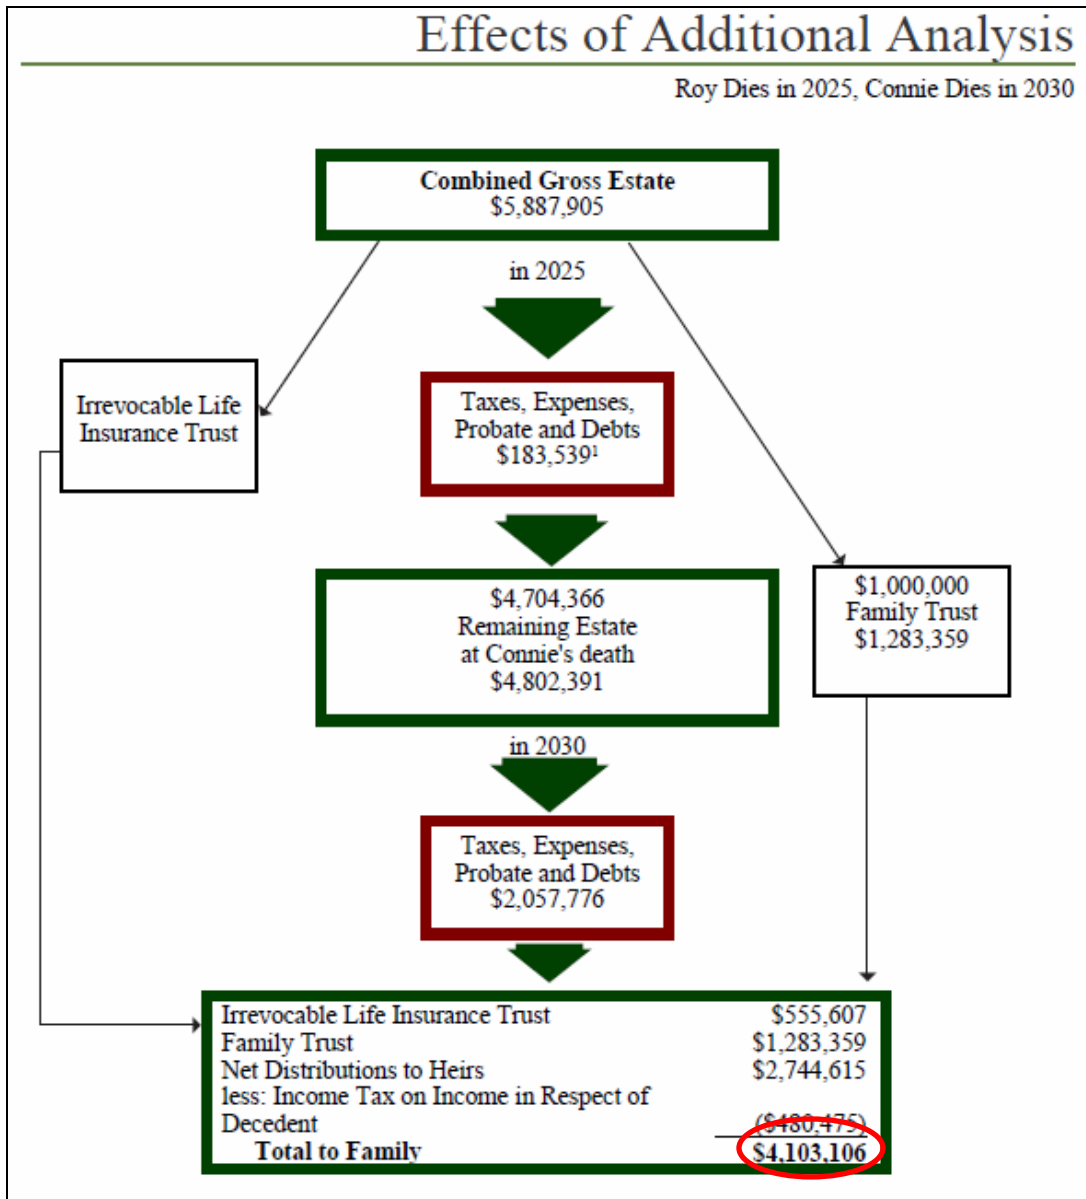 Effects of Additional Analysis
Roy Dies in 2025, Connie Dies in 2030
Combined Gross Estate
$5,887,905
in 2025
Irrevocable Life
Insurance Trust
Taxes, Expenses,
Probate and Debts
$183,539¹
$4,704,366
Remaining Estate
at Connie's death
$4,802,391
$1,000,000
Family Trust
$1,283,359
in 2030
Taxes, Expenses,
Probate and Debts
$2,057,776
Irrevocable Life Insurance Trust $555,607
Family Trust $1,283,359
Net Distributions to Heirs $2,744,615
less: Income Tax on Income in Respect of
Decedent ($480,475)
Total to Family $4,103,106